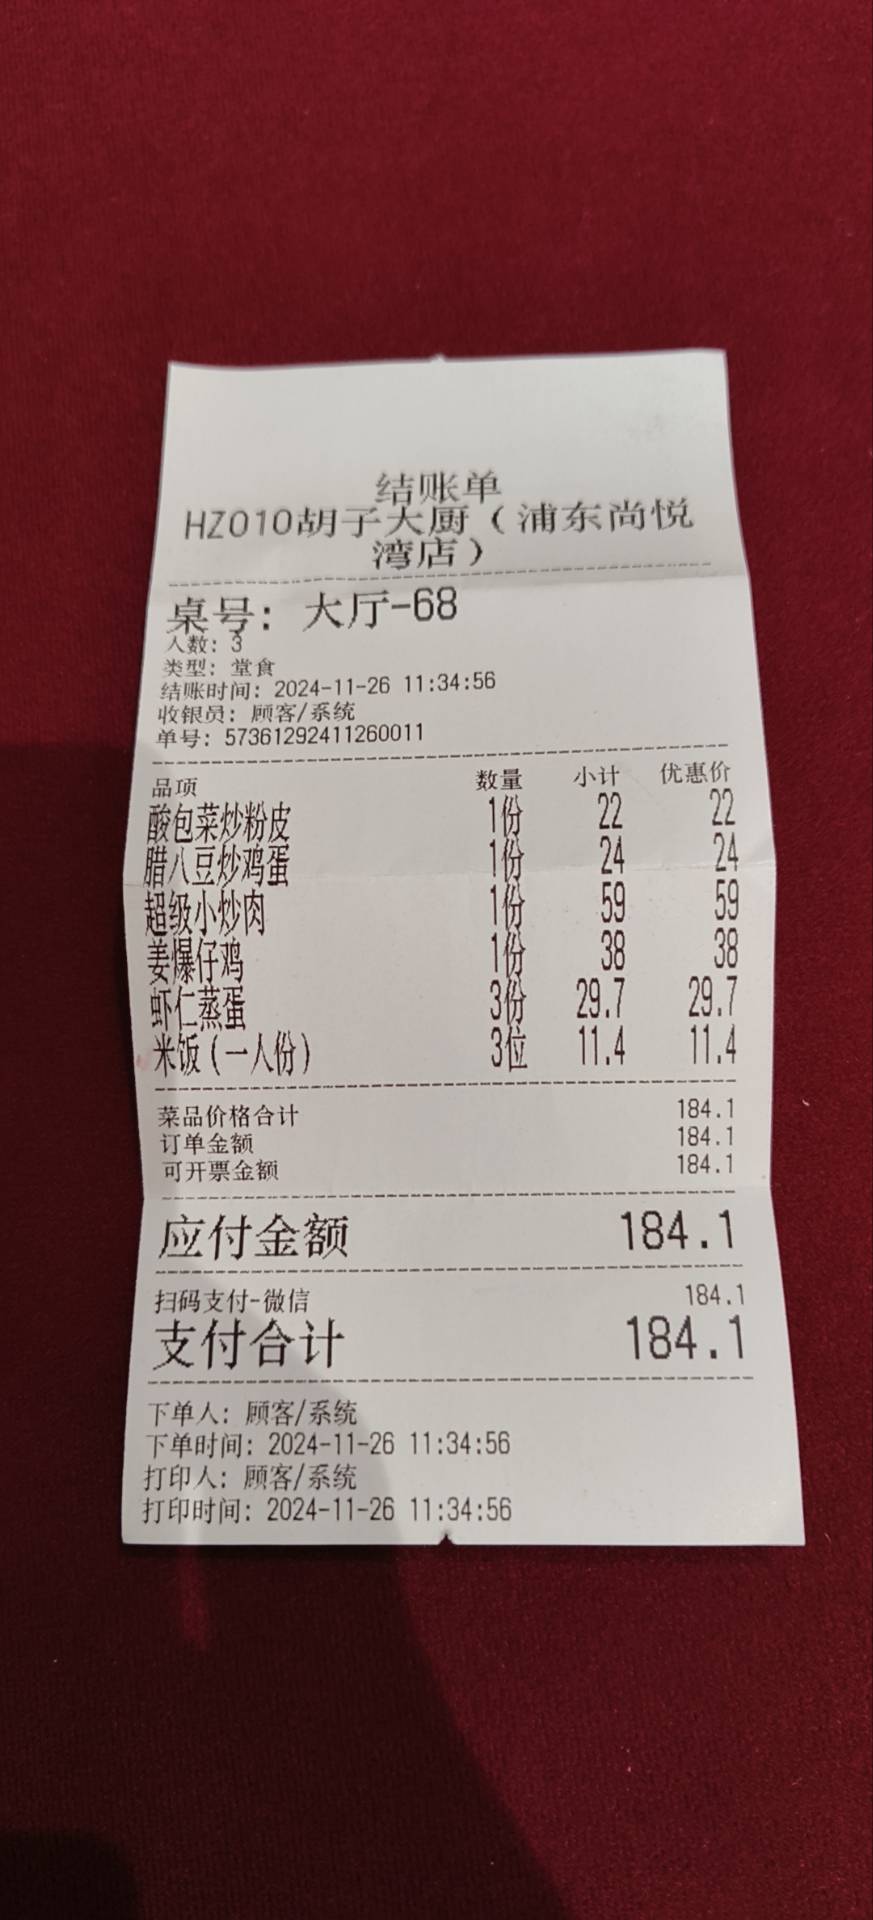 结账单
HZ010胡子大厨（浦东尚悦
湾店）
桌号：大厅-68
人数：3
类型：堂食
结账时间：2024-11-26 11:34:56
收银员：顾客/系统
单号：57361292411260011
品项 数量 小计 优惠价
酸包菜炒粉皮 1份 22 22
腊八豆炒鸡蛋 1份 24 24
超级小炒肉 1份 59 59
姜爆仔鸡 1份 38 38
虾仁蒸蛋 3份 29.7 29.7
米饭（一人份） 3位 11.4 11.4
菜品价格合计 184.1
订单金额 184.1
可开票金额 184.1
应付金额 184.1
扫码支付-微信 184.1
支付合计 184.1
下单人：顾客/系统
下单时间：2024-11-26 11:34:56
打印人：顾客/系统
打印时间：2024-11-26 11:34:56